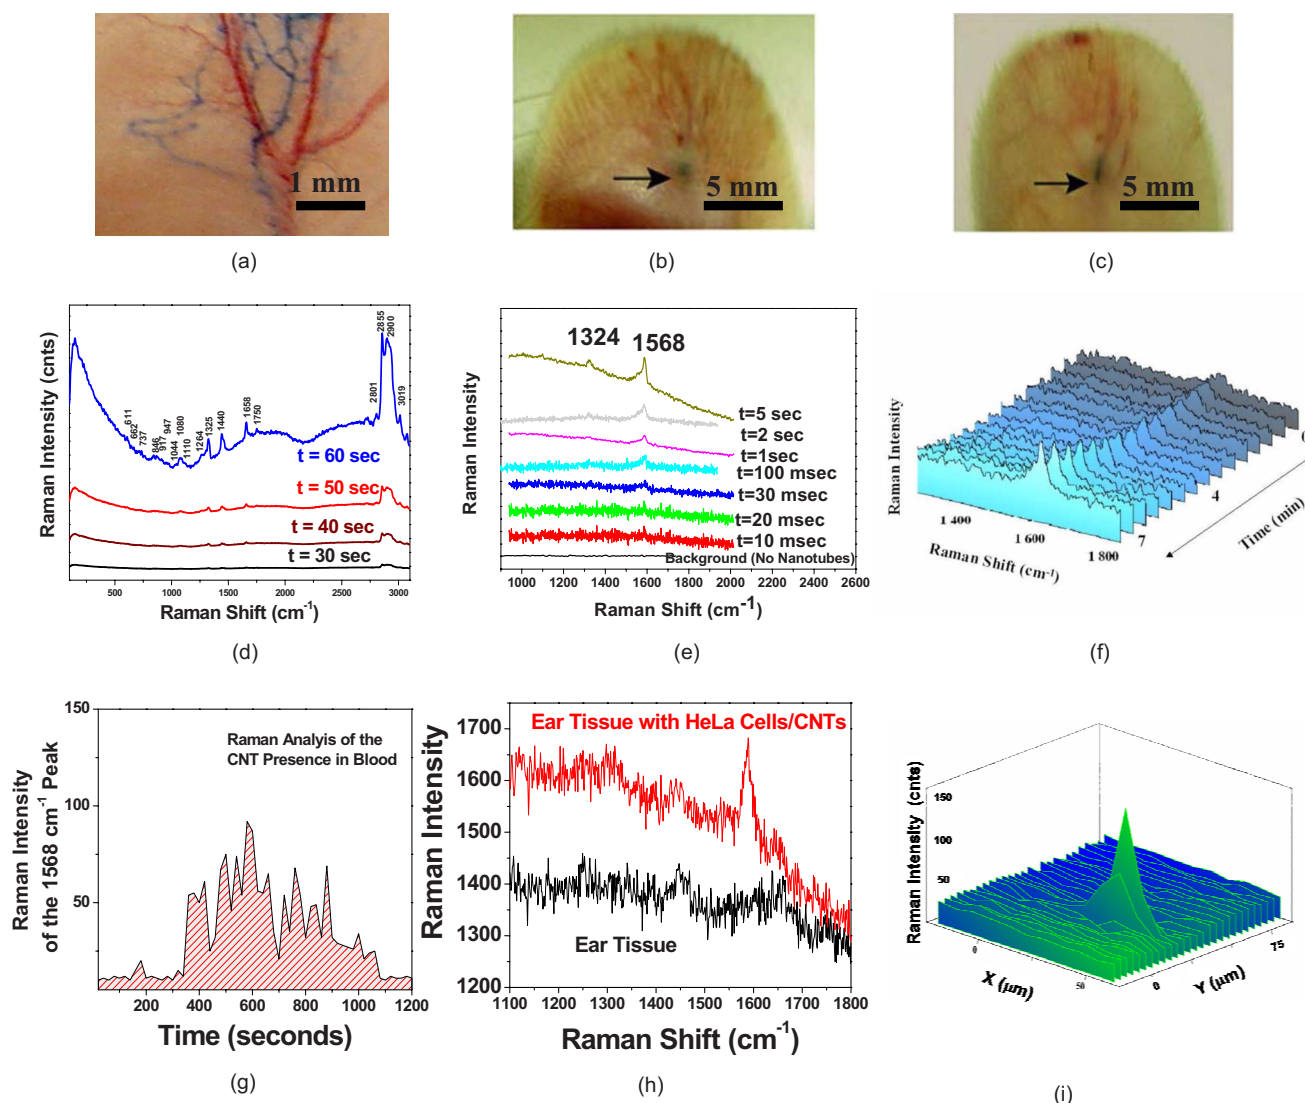 1 mm
5 mm
5 mm
(a)
(b)
(c)
Raman Intensity (cnts)
611
662
737
846
917
947
1044
1080
1110
1264
1325
1440
1658
1750
2801
2855
2900
3019
t = 60 sec
t = 50 sec
t = 40 sec
t = 30 sec
500 1000 1500 2000 2500 3000
Raman Shift (cm-1)
(d)
Raman Intensity
1324
1568
t=5 sec
t=2 sec
t=1sec
t=100 msec
t=30 msec
t=20 msec
t=10 msec
Background (No Nanotubes)
1000 1200 1400 1600 1800 2000 2200 2400 2600
Raman Shift (cm-1)
(e)
Raman Intensity
1 400
1 600
1 800
7
4
Raman Shift (cm-1)
Time (min)
(f)
Raman Intensity
of the 1568 cm-1 Peak
150
100
50
Raman Analyis of the
CNT Presence in Blood
200 400 600 800 1000 1200
Time (seconds)
(g)
Raman Intensity
1700
1600
1500
1400
1300
1200
Ear Tissue with HeLa Cells/CNTs
Ear Tissue
1100 1200 1300 1400 1500 1600 1700 1800
Raman Shift (cm-1)
(h)
Raman Intensity (cnts)
150
100
50
0
50
X (µm)
0
75
Y (µm)
(i)